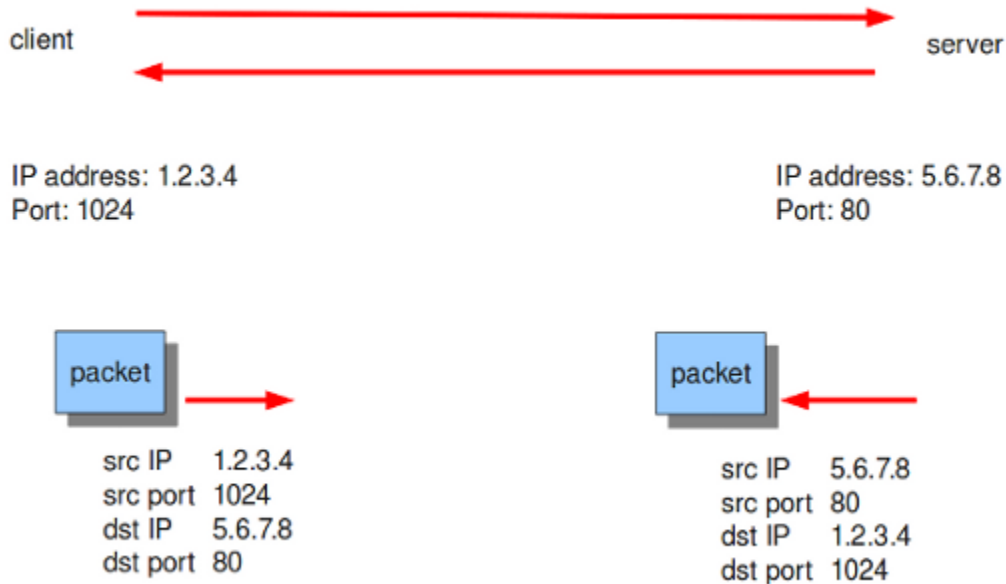 client
server
IP address: 1.2.3.4
Port: 1024
IP address: 5.6.7.8
Port: 80
packet
src IP 1.2.3.4
src port 1024
dst IP 5.6.7.8
dst port 80
packet
src IP 5.6.7.8
src port 80
dst IP 1.2.3.4
dst port 1024